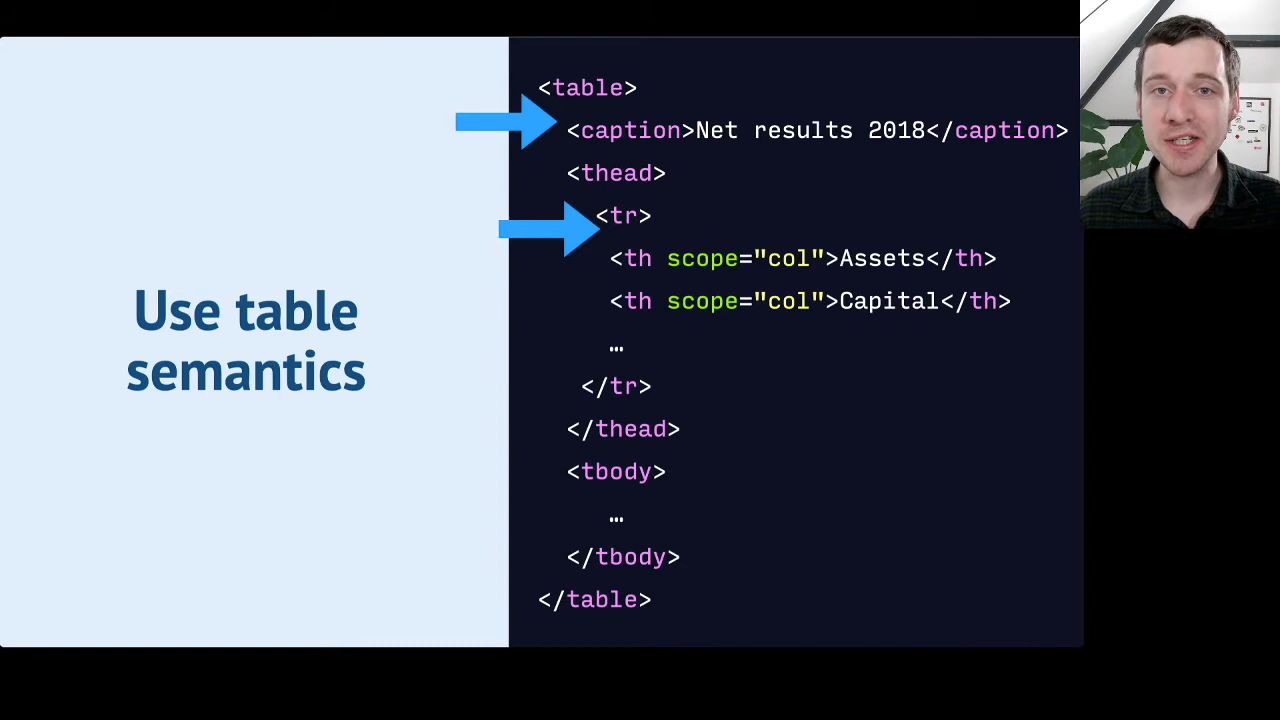 Use table
semantics
<table>
<caption>Net results 2018</caption>
<thead>
<tr>
<th scope="col">Assets</th>
<th scope="col">Capital</th>
…
</tr>
</thead>
<tbody>
…
</tbody>
</table>